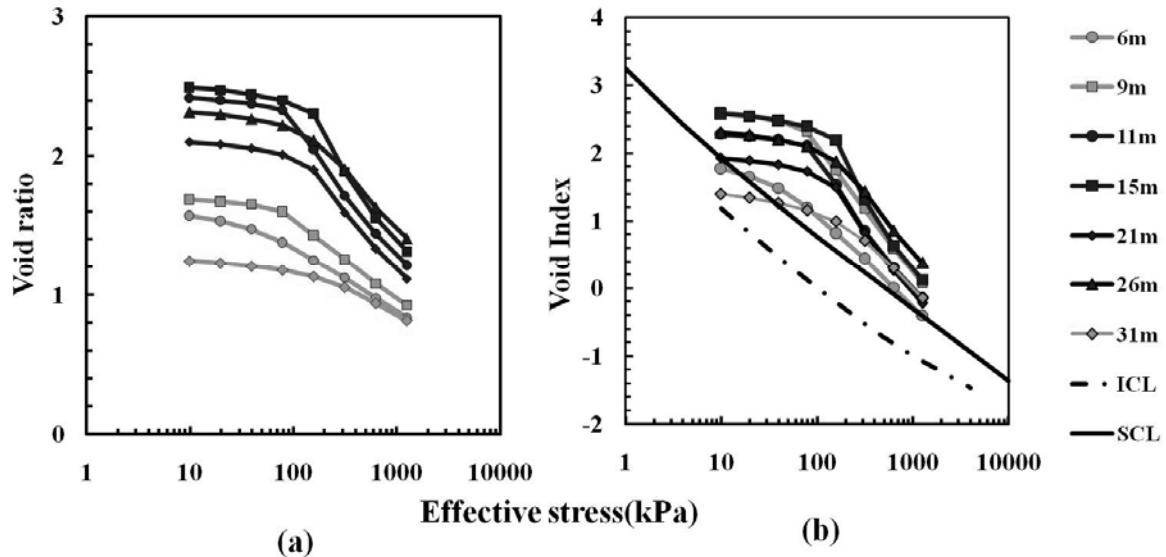 Void ratio
3
2
1
0
1
10
100
1000
10000
(a)
Void Index
4
3
2
1
0
-1
-2
1
10
100
1000
10000
(b)
Effective stress(kPa)
6m
9m
11m
15m
21m
26m
31m
ICL
SCL